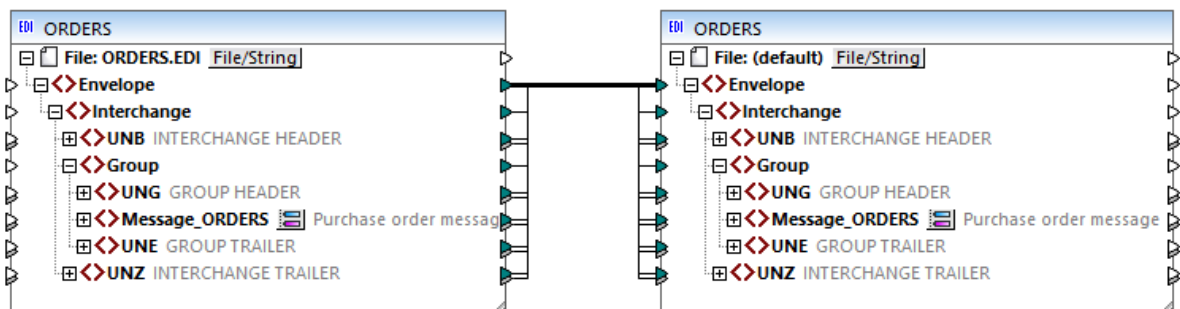 EDI ORDERS
File: ORDERS.EDI File/String
Envelope
Interchange
UNB INTERCHANGE HEADER
Group
UNG GROUP HEADER
Message_ORDERS Purchase order messag
UNE GROUP TRAILER
UNZ INTERCHANGE TRAILER
EDI ORDERS
File: (default) File/String
Envelope
Interchange
UNB INTERCHANGE HEADER
Group
UNG GROUP HEADER
Message_ORDERS Purchase order message
UNE GROUP TRAILER
UNZ INTERCHANGE TRAILER